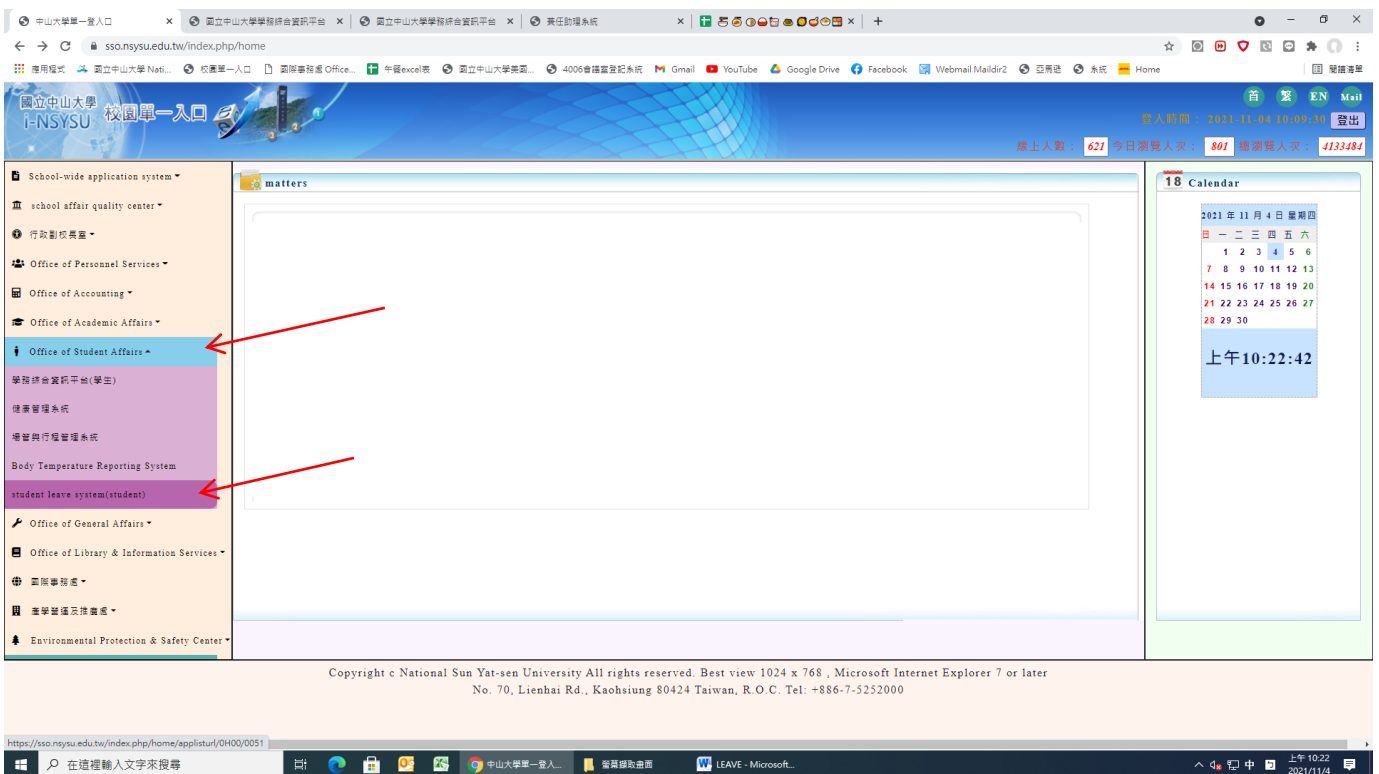 中山大學單一登入口
國立中山大學學務綜合資訊平台
國立中山大學學務綜合資訊平台
兼任助理系統
sso.nsysu.edu.tw/index.php/home
應用程式
國立中山大學 Nati...
校園單一入口
國際事務處 Office...
午餐excel表
國立中山大學美國...
4006會議室登記系統
Gmail
YouTube
Google Drive
Facebook
Webmail Maildir2
亞馬遜
系統
Home
閱讀清單
國立中山大學
i-NSYSU
校園單一入口
首 繁 EN Mail
登入時間： 2021-11-04 10:09:30 登出
線上人數： 621 今日瀏覽人次： 801 總瀏覽人次： 4133484
School-wide application system
school affair quality center
行政副校長室
Office of Personnel Services
Office of Accounting
Office of Academic Affairs
Office of Student Affairs
學務綜合資訊平台(學生)
健康管理系統
場管與行程管理系統
Body Temperature Reporting System
student leave system(student)
Office of General Affairs
Office of Library & Information Services
國際事務處
產學營運及推廣處
Environmental Protection & Safety Center
matters
18 Calendar
2021 年 11 月 4 日 星期四
日 一 二 三 四 五 六
1 2 3 4 5 6
7 8 9 10 11 12 13
14 15 16 17 18 19 20
21 22 23 24 25 26 27
28 29 30
上午10:22:42
Copyright c National Sun Yat-sen University All rights reserved. Best view 1024 x 768 , Microsoft Internet Explorer 7 or later
No. 70, Lienhai Rd., Kaohsiung 80424 Taiwan, R.O.C. Tel: +886-7-5252000
https://sso.nsysu.edu.tw/index.php/home/applisturl/0H00/0051
在這裡輸入文字來搜尋
中山大學單一登入...
螢幕擷取畫面
LEAVE - Microsoft...
中
上午 10:22
2021/11/4